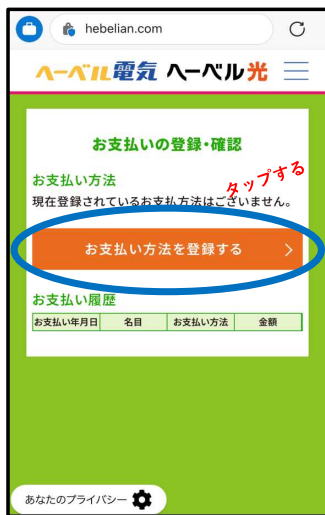 hebelian.com
ヘーベル電気 ヘーベル光
お支払いの登録・確認
お支払い方法
タップする
現在登録されているお支払方法はございません。
お支払い方法を登録する
お支払い履歴
お支払い年月日 名目 お支払い方法 金額
あなたのプライバシー